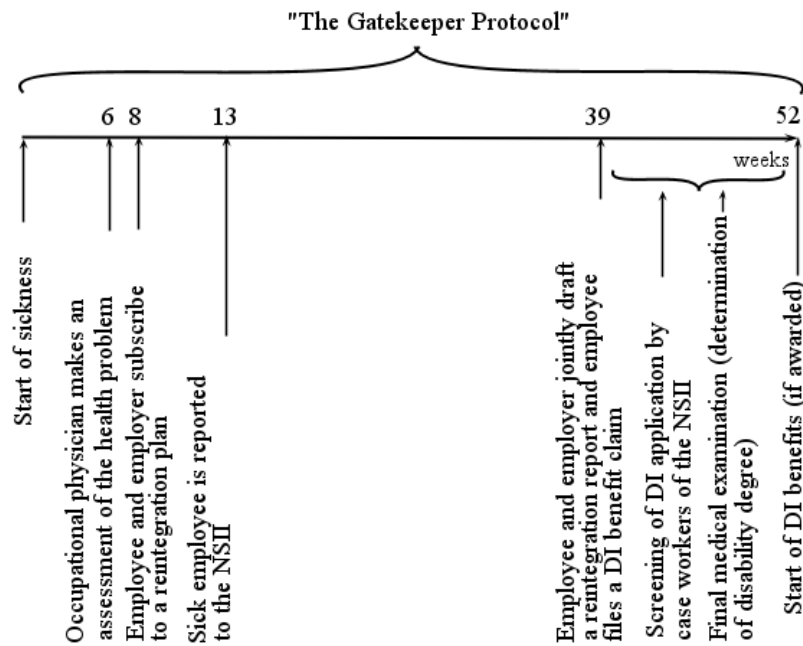 "The Gatekeeper Protocol"
6
8
13
39
52
weeks
Start of sickness
Occupational physician makes an
assessment of the health problem
Employee and employer subscribe
to a reintegration plan
Sick employee is reported
to the NSII
Employee and employer jointly draft
a reintegration report and employee
files a DI benefit claim
Screening of DI application by
case workers of the NSII
Final medical examination (determination
of disability degree)
Start of DI benefits (if awarded)